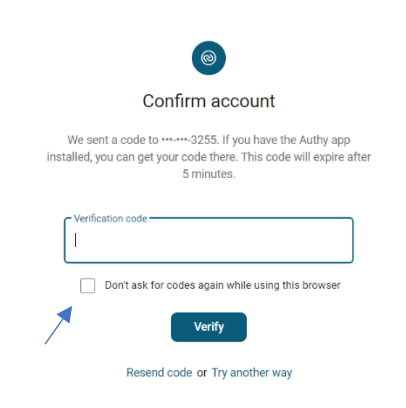 Confirm account
We sent a code to •••-•••-3255. If you have the Authy app
installed, you can get your code there. This code will expire after
5 minutes.
Verification code
Don't ask for codes again while using this browser
Verify
Resend code or Try another way